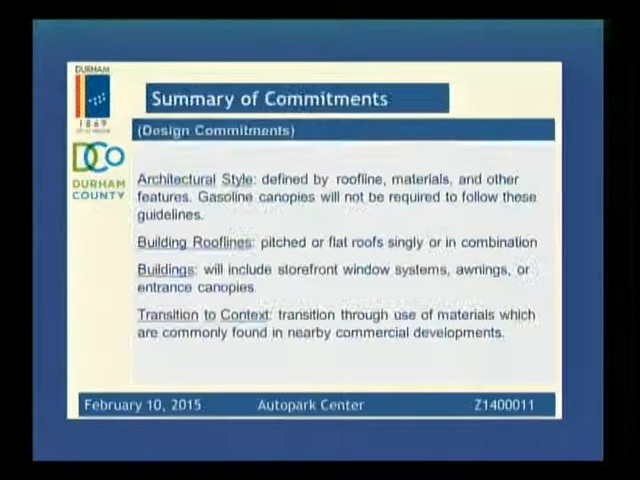 DURHAM
1869
DCO
DURHAM
COUNTY
Summary of Commitments
(Design Commitments)
Architectural Style: defined by roofline, materials, and other
features. Gasoline canopies will not be required to follow these
guidelines.
Building Rooflines: pitched or flat roofs singly or in combination
Buildings: will include storefront window systems, awnings, or
entrance canopies.
Transition to Context: transition through use of materials which
are commonly found in nearby commercial developments.
February 10, 2015
Autopark Center
Z1400011